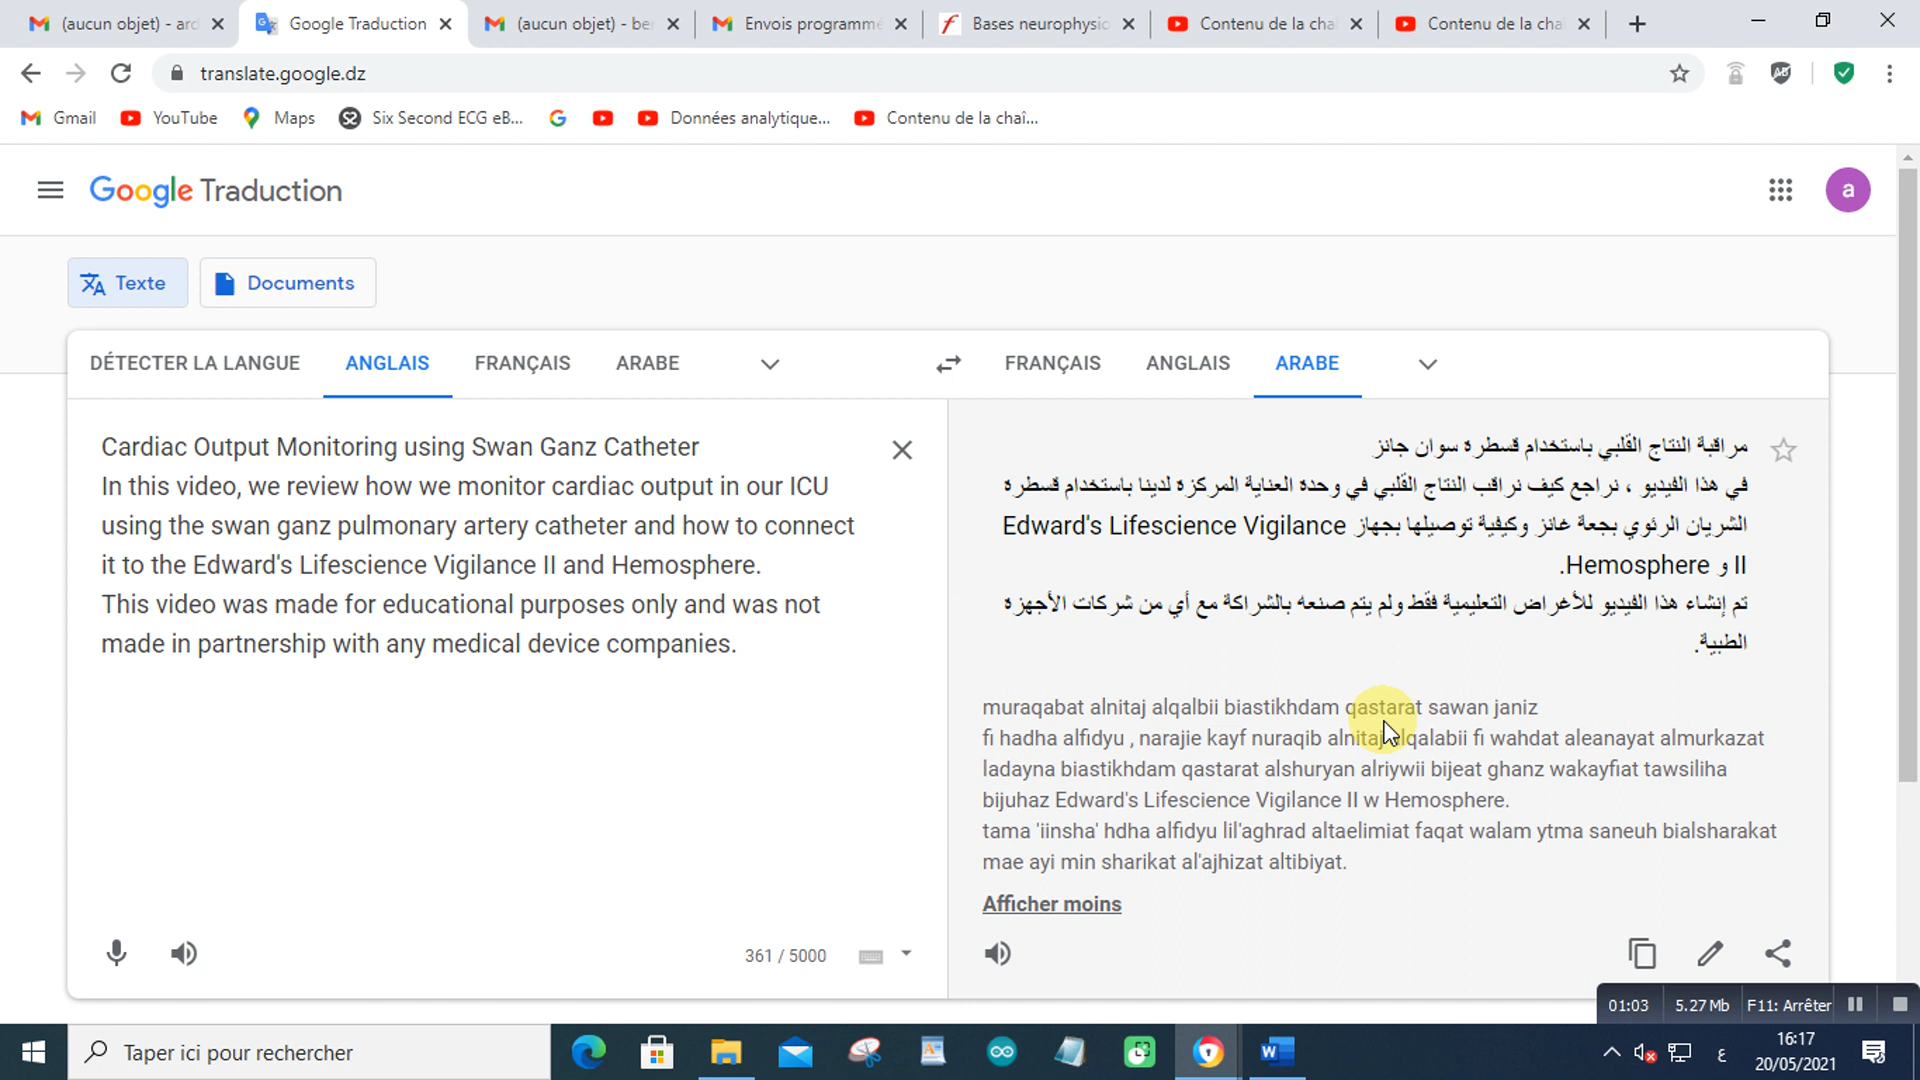 (aucun objet) - ard
Google Traduction
(aucun objet) - ber
Envois programmé
Bases neurophysio
Contenu de la chaî
Contenu de la chaî
translate.google.dz
Gmail
YouTube
Maps
Six Second ECG eB...
Données analytique...
Contenu de la chaî...
Google Traduction
a
Texte
Documents
DÉTECTER LA LANGUE
ANGLAIS
FRANÇAIS
ARABE
FRANÇAIS
ANGLAIS
ARABE
Cardiac Output Monitoring using Swan Ganz Catheter
In this video, we review how we monitor cardiac output in our ICU
using the swan ganz pulmonary artery catheter and how to connect
it to the Edward's Lifescience Vigilance II and Hemosphere.
This video was made for educational purposes only and was not
made in partnership with any medical device companies.
361 / 5000
مراقبة النتاج القلبي باستخدام قسطرة سوان جانز
في هذا الفيديو ، نراجع كيف نراقب النتاج القلبي في وحدة العناية المركزة لدينا باستخدام قسطرة
الشريان الرئوي بجعة غانز وكيفية توصيلها بجهاز Edward's Lifescience Vigilance
II و Hemosphere.
تم إنشاء هذا الفيديو للأغراض التعليمية فقط ولم يتم صنعه بالشراكة مع أي من شركات الأجهزة
الطبية.
muraqabat alnitaj alqalbii biastikhdam qastarat sawan janiz
fi hadha alfidyu , narajie kayf nuraqib alnitaj alqalabii fi wahdat aleanayat almurkazat
ladayna biastikhdam qastarat alshuryan alriywii bijeat ghanz wakayfiat tawsiliha
bijuhaz Edward's Lifescience Vigilance II w Hemosphere.
tama 'iinsha' hdha alfidyu lil'aghrad altaelimiat faqat walam ytma saneuh bialsharakat
mae ayi min sharikat al'ajhizat altibiyat.
Afficher moins
01:03
5.27 Mb
F11: Arrêter
Taper ici pour rechercher
ع
16:17
20/05/2021